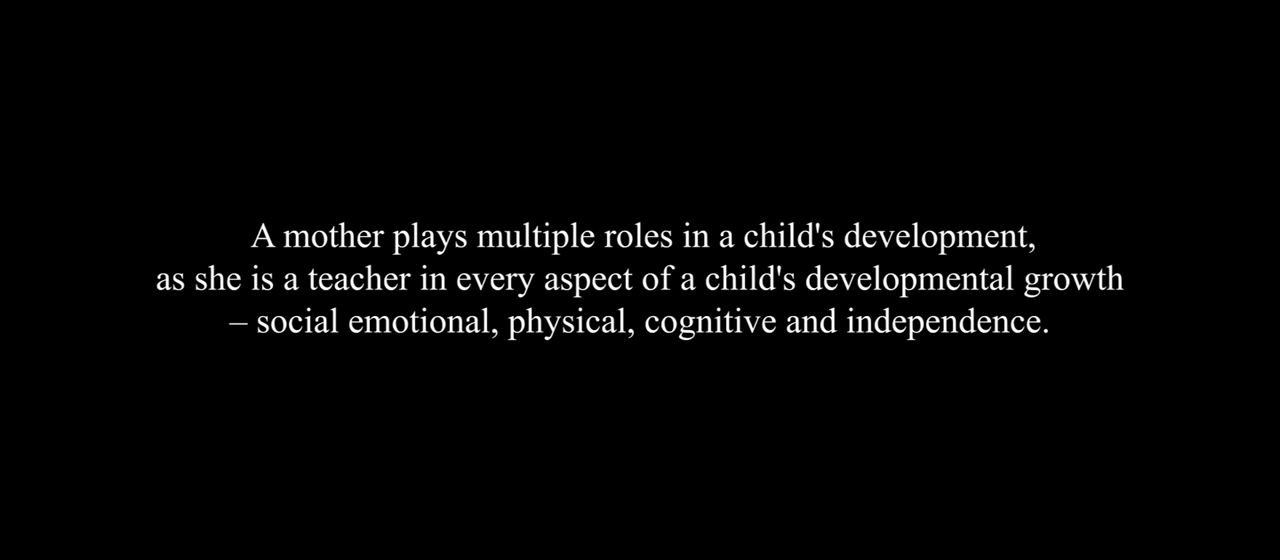 A mother plays multiple roles in a child's development,
as she is a teacher in every aspect of a child's developmental growth
– social emotional, physical, cognitive and independence.